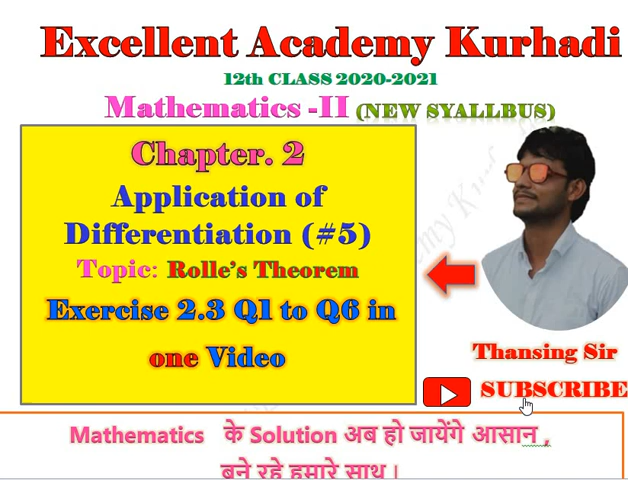 Excellent Academy Kurhadi
12th CLASS 2020-2021
Mathematics -II (NEW SYALLBUS)
Chapter. 2
Application of
Differentiation (#5)
Topic: Rolle's Theorem
Exercise 2.3 Q1 to Q6 in
one Video
Thansing Sir
SUBSCRIBE
Mathematics के Solution अब हो जायेंगे आसान ,
बने रहे हमारे साथ |